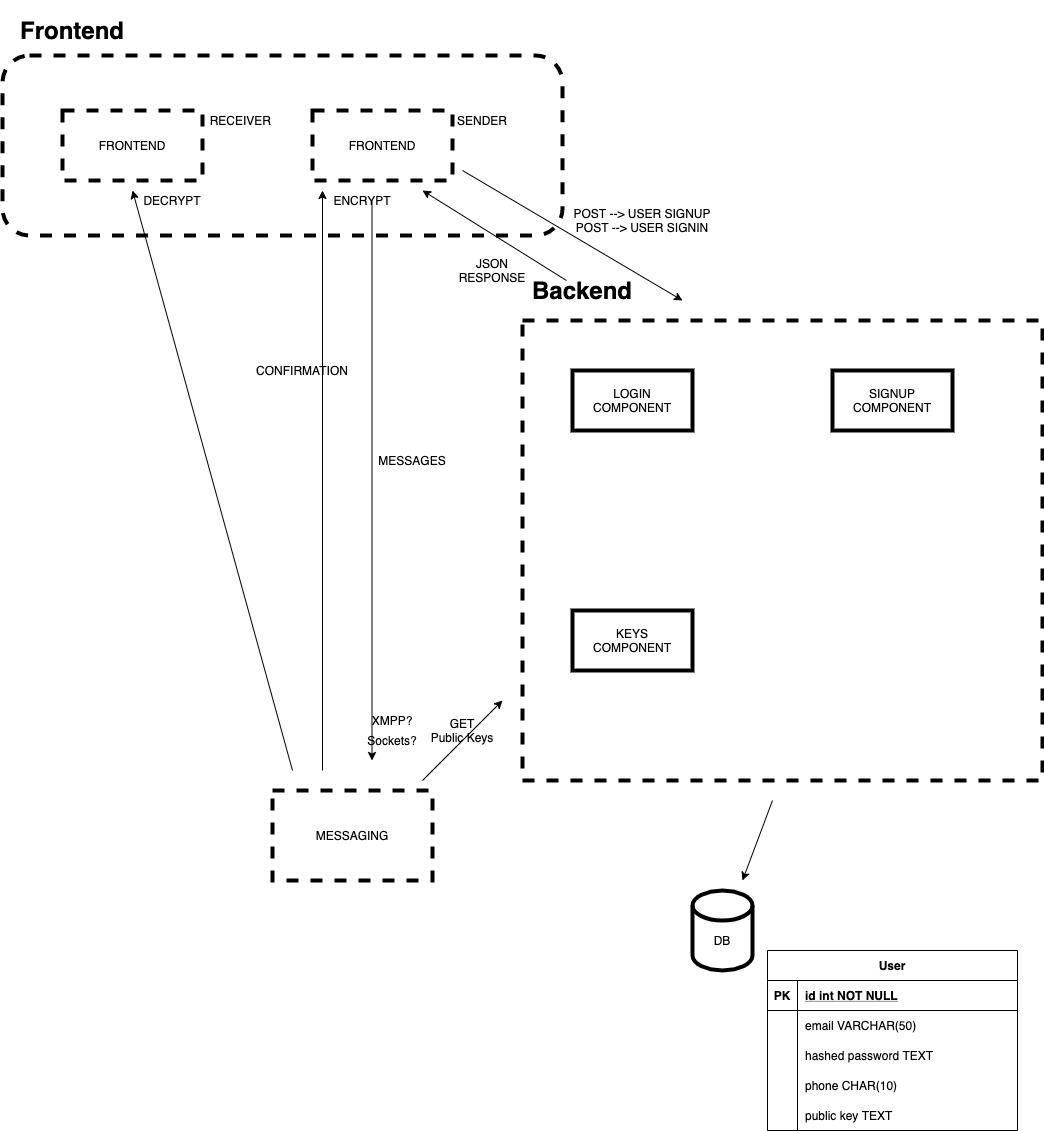 Frontend
RECEIVER
SENDER
FRONTEND
FRONTEND
DECRYPT
ENCRYPT
POST --> USER SIGNUP
POST --> USER SIGNIN
JSON
RESPONSE
Backend
CONFIRMATION
LOGIN
COMPONENT
SIGNUP
COMPONENT
MESSAGES
KEYS
COMPONENT
XMPP?
Sockets?
GET
Public Keys
MESSAGING
DB
User
PK
id int NOT NULL
email VARCHAR(50)
hashed password TEXT
phone CHAR(10)
public key TEXT